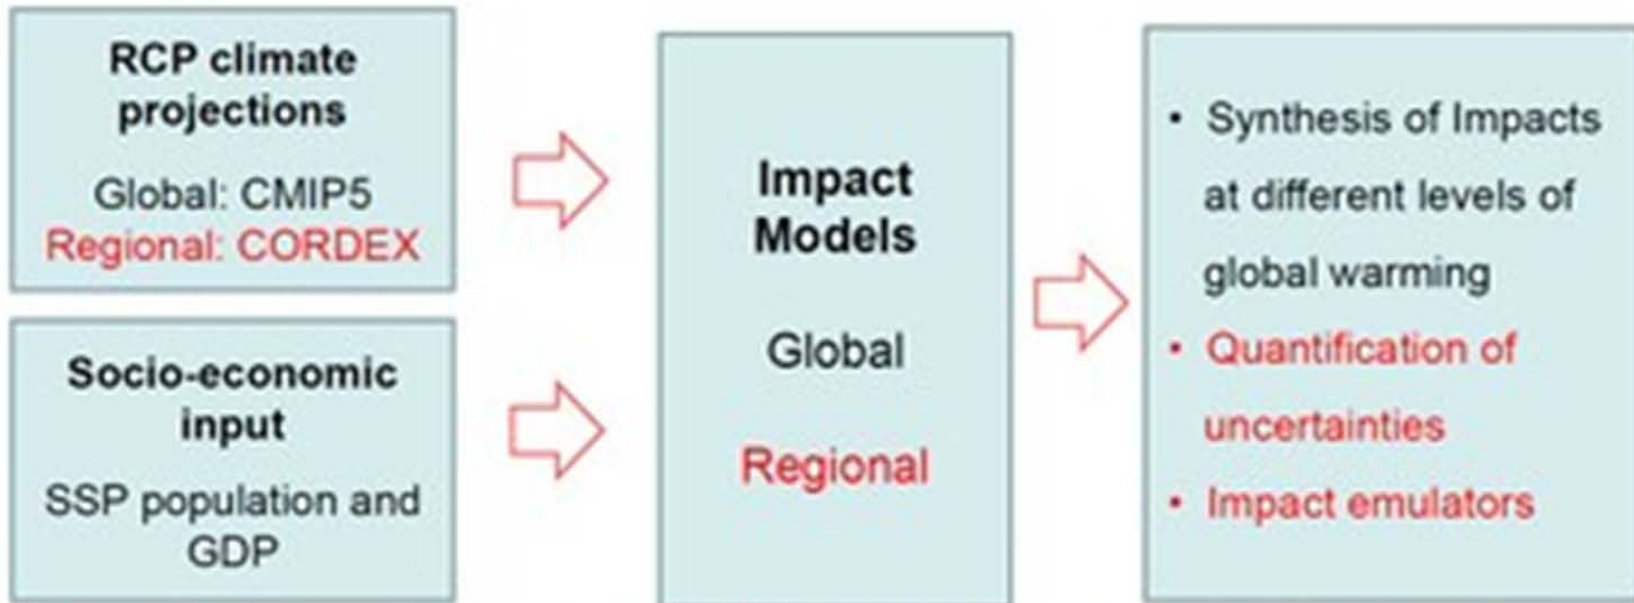 RCP climate
projections
Global: CMIP5
Regional: CORDEX
Socio-economic
input
SSP population and
GDP
Impact
Models
Global
Regional
• Synthesis of Impacts
at different levels of
global warming
• Quantification of
uncertainties
• Impact emulators